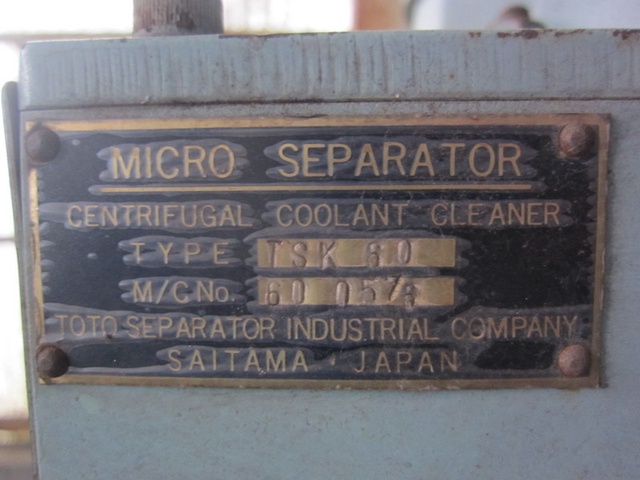 MICRO SEPARATOR
CENTRIFUGAL COOLANT CLEANER
TYPE TSK 60
M/C No. 60
TOTO SEPARATOR INDUSTRIAL COMPANY
SAITAMA JAPAN